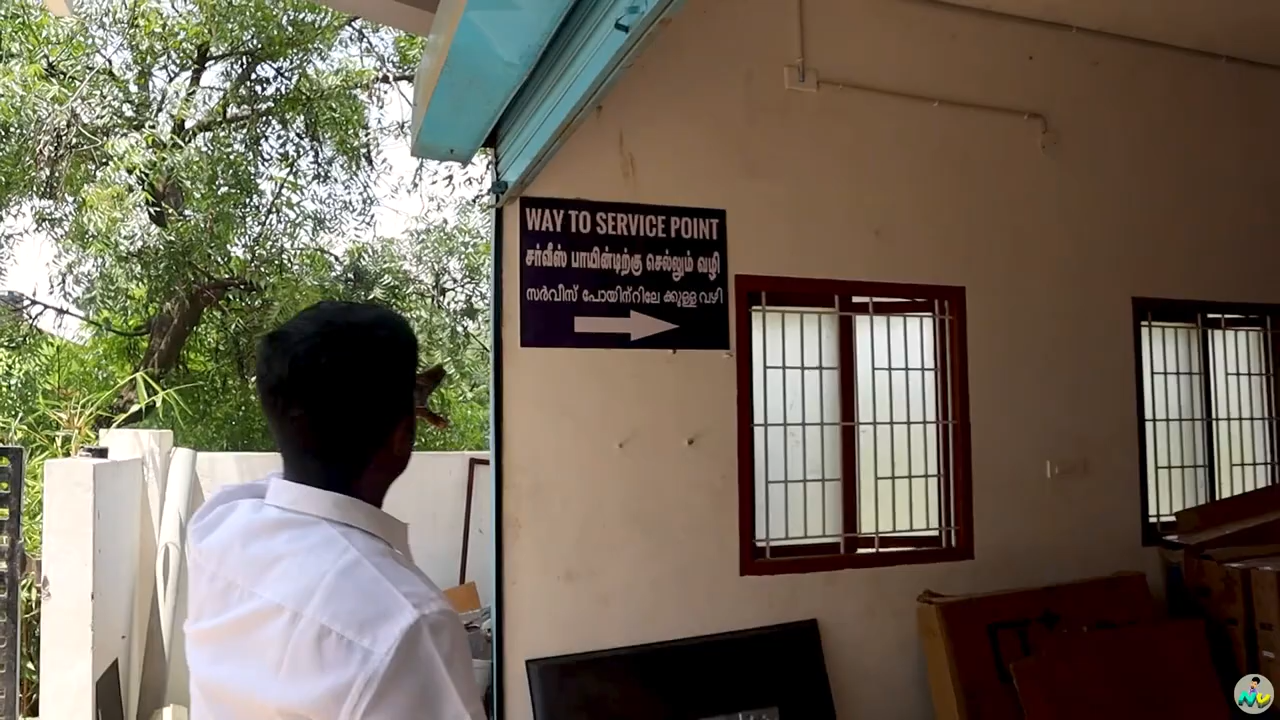 WAY TO SERVICE POINT
சர்வீஸ் பாயின்டிற்கு செல்லும் வழி
സർവീസ് പോയിന്റിലേ ക്കുള്ള വഴി